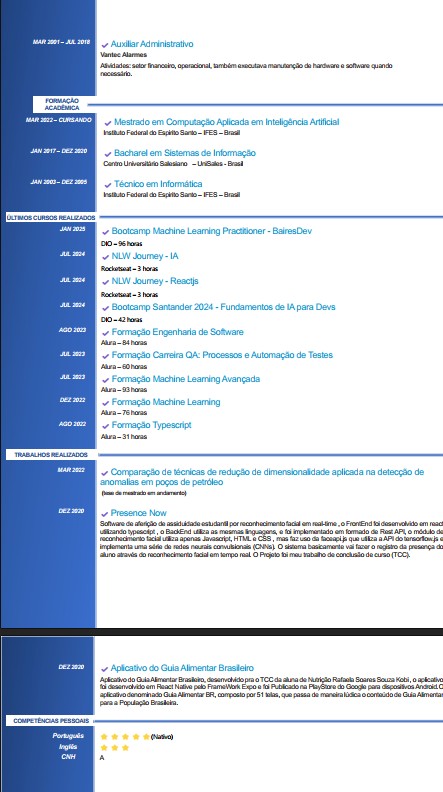 MAR 2001 – JUL 2018
Auxiliar Administrativo
Vantec Alarmes
Atividades: setor financeiro, operacional, também executava manutenção de hardware e software quando
necessário.
FORMAÇÃO
ACADÊMICA
MAR 2022 – CURSANDO
Mestrado em Computação Aplicada em Inteligência Artificial
Instituto Federal do Espírito Santo – IFES – Brasil
JAN 2017 – DEZ 2020
Bacharel em Sistemas de Informação
Centro Universitário Salesiano – UniSales - Brasil
JAN 2003 – DEZ 2005
Técnico em Informática
Instituto Federal do Espírito Santo – IFES – Brasil
ÚLTIMOS CURSOS REALIZADOS
JAN 2025
Bootcamp Machine Learning Practitioner - BairesDev
DIO – 96 horas
JUL 2024
NLW Journey - IA
Rocketseat – 3 horas
JUL 2024
NLW Journey - Reactjs
Rocketseat – 3 horas
JUL 2024
Bootcamp Santander 2024 - Fundamentos de IA para Devs
DIO – 42 horas
AGO 2023
Formação Engenharia de Software
Alura – 84 horas
JUL 2023
Formação Carreira QA: Processos e Automação de Testes
Alura – 60 horas
JUL 2023
Formação Machine Learning Avançada
Alura – 93 horas
DEZ 2022
Formação Machine Learning
Alura – 76 horas
AGO 2022
Formação Typescript
Alura – 31 horas
TRABALHOS REALIZADOS
MAR 2022
Comparação de técnicas de redução de dimensionalidade aplicada na detecção de
anomalias em poços de petróleo
(tese de mestrado em andamento)
DEZ 2020
Presence Now
Software de aferição de assiduidade estudantil por reconhecimento facial em real-time , o FrontEnd foi desenvolvido em react
utilizando typescript , o BackEnd utiliza as mesmas linguagens, e foi implementado em formado de Rest API, o módulo de
reconhecimento facial utiliza apenas Javascript, HTML e CSS , mas faz uso da faceapi.js que utiliza a API do tensorflow.js e
implementa uma série de redes neurais convulsionais (CNNs). O sistema basicamente vai fazer o registro da presença do
aluno através do reconhecimento facial em tempo real. O Projeto foi meu trabalho de conclusão de curso (TCC).
DEZ 2020
Aplicativo do Guia Alimentar Brasileiro
Aplicativo do Guia Alimentar Brasileiro, desenvolvido pra o TCC da aluna de Nutrição Rafaela Soares Souza Kobi , o aplicativo
foi desenvolvido em React Native pelo FrameWork Expo e foi Publicado na PlayStore do Google para dispositivos Android.O
aplicativo denominado Guia Alimentar BR, composto por 51 telas, que passa de maneira lúdica o conteúdo de Guia Alimentar
para a População Brasileira.
COMPETÊNCIAS PESSOAIS
Português
(Nativo)
Inglês
CNH
A